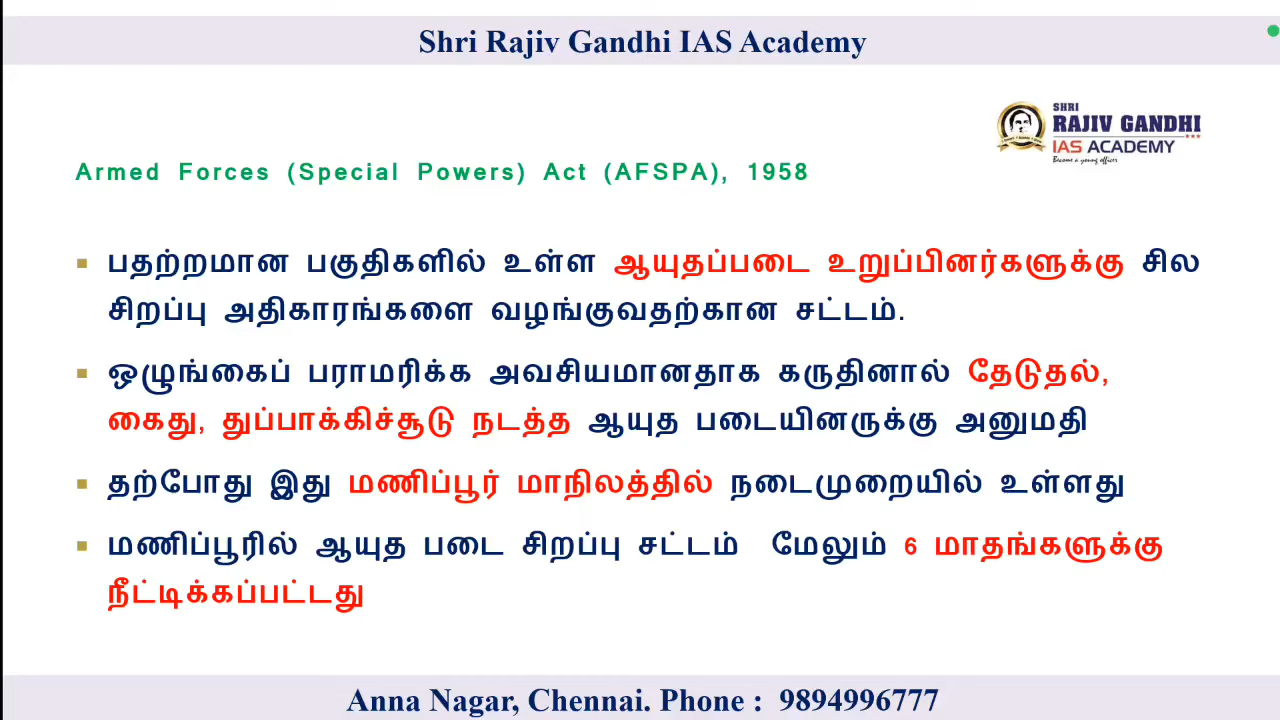 Shri Rajiv Gandhi IAS Academy
SHRI
RAJIV GANDHI
IAS ACADEMY
Become a young officer
Armed Forces (Special Powers) Act (AFSPA), 1958
பதற்றமான பகுதிகளில் உள்ள ஆயுதப்படை உறுப்பினர்களுக்கு சில
சிறப்பு அதிகாரங்களை வழங்குவதற்கான சட்டம்.
ஒழுங்கைப் பராமரிக்க அவசியமானதாக கருதினால் தேடுதல்,
கைது, துப்பாக்கிச்சூடு நடத்த ஆயுத படையினருக்கு அனுமதி
தற்போது இது மணிப்பூர் மாநிலத்தில் நடைமுறையில் உள்ளது
மணிப்பூரில் ஆயுத படை சிறப்பு சட்டம் மேலும் 6 மாதங்களுக்கு
நீட்டிக்கப்பட்டது
Anna Nagar, Chennai. Phone : 9894996777